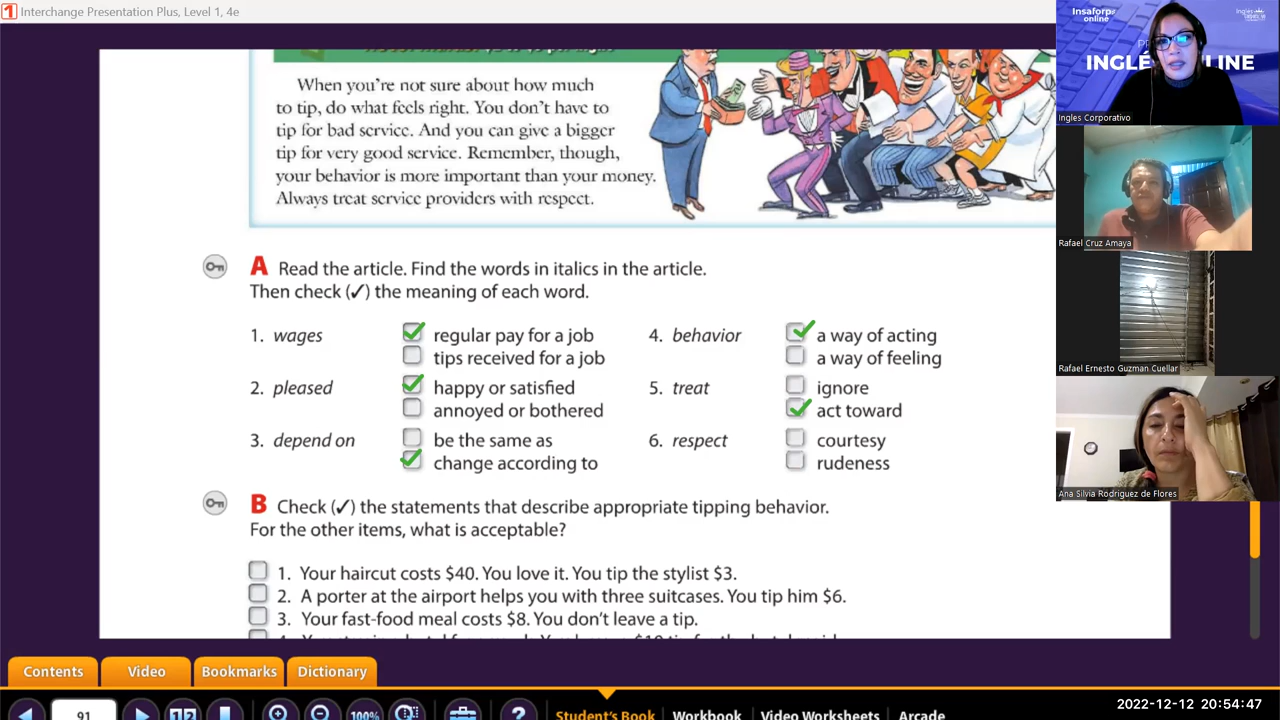 Interchange Presentation Plus, Level 1, 4e
When you're not sure about how much
to tip, do what feels right. You don't have to
tip for bad service. And you can give a bigger
tip for very good service. Remember, though,
your behavior is more important than your money.
Always treat service providers with respect.
A Read the article. Find the words in italics in the article.
Then check (✓) the meaning of each word.
1. wages
regular pay for a job
tips received for a job
2. pleased
happy or satisfied
annoyed or bothered
3. depend on
be the same as
change according to
4. behavior
a way of acting
a way of feeling
5. treat
ignore
act toward
6. respect
courtesy
rudeness
B Check (✓) the statements that describe appropriate tipping behavior.
For the other items, what is acceptable?
1. Your haircut costs $40. You love it. You tip the stylist $3.
2. A porter at the airport helps you with three suitcases. You tip him $6.
3. Your fast-food meal costs $8. You don't leave a tip.
Contents
Video
Bookmarks
Dictionary
91
100%
Student's Book
Workbook
Video Worksheets
Arcade
Insaforp
online
Ingles Corporativo
Rafael Cruz Amaya
Rafael Ernesto Guzman Cuellar
Ana Silvia Rodriguez de Flores
2022-12-12 20:54:47